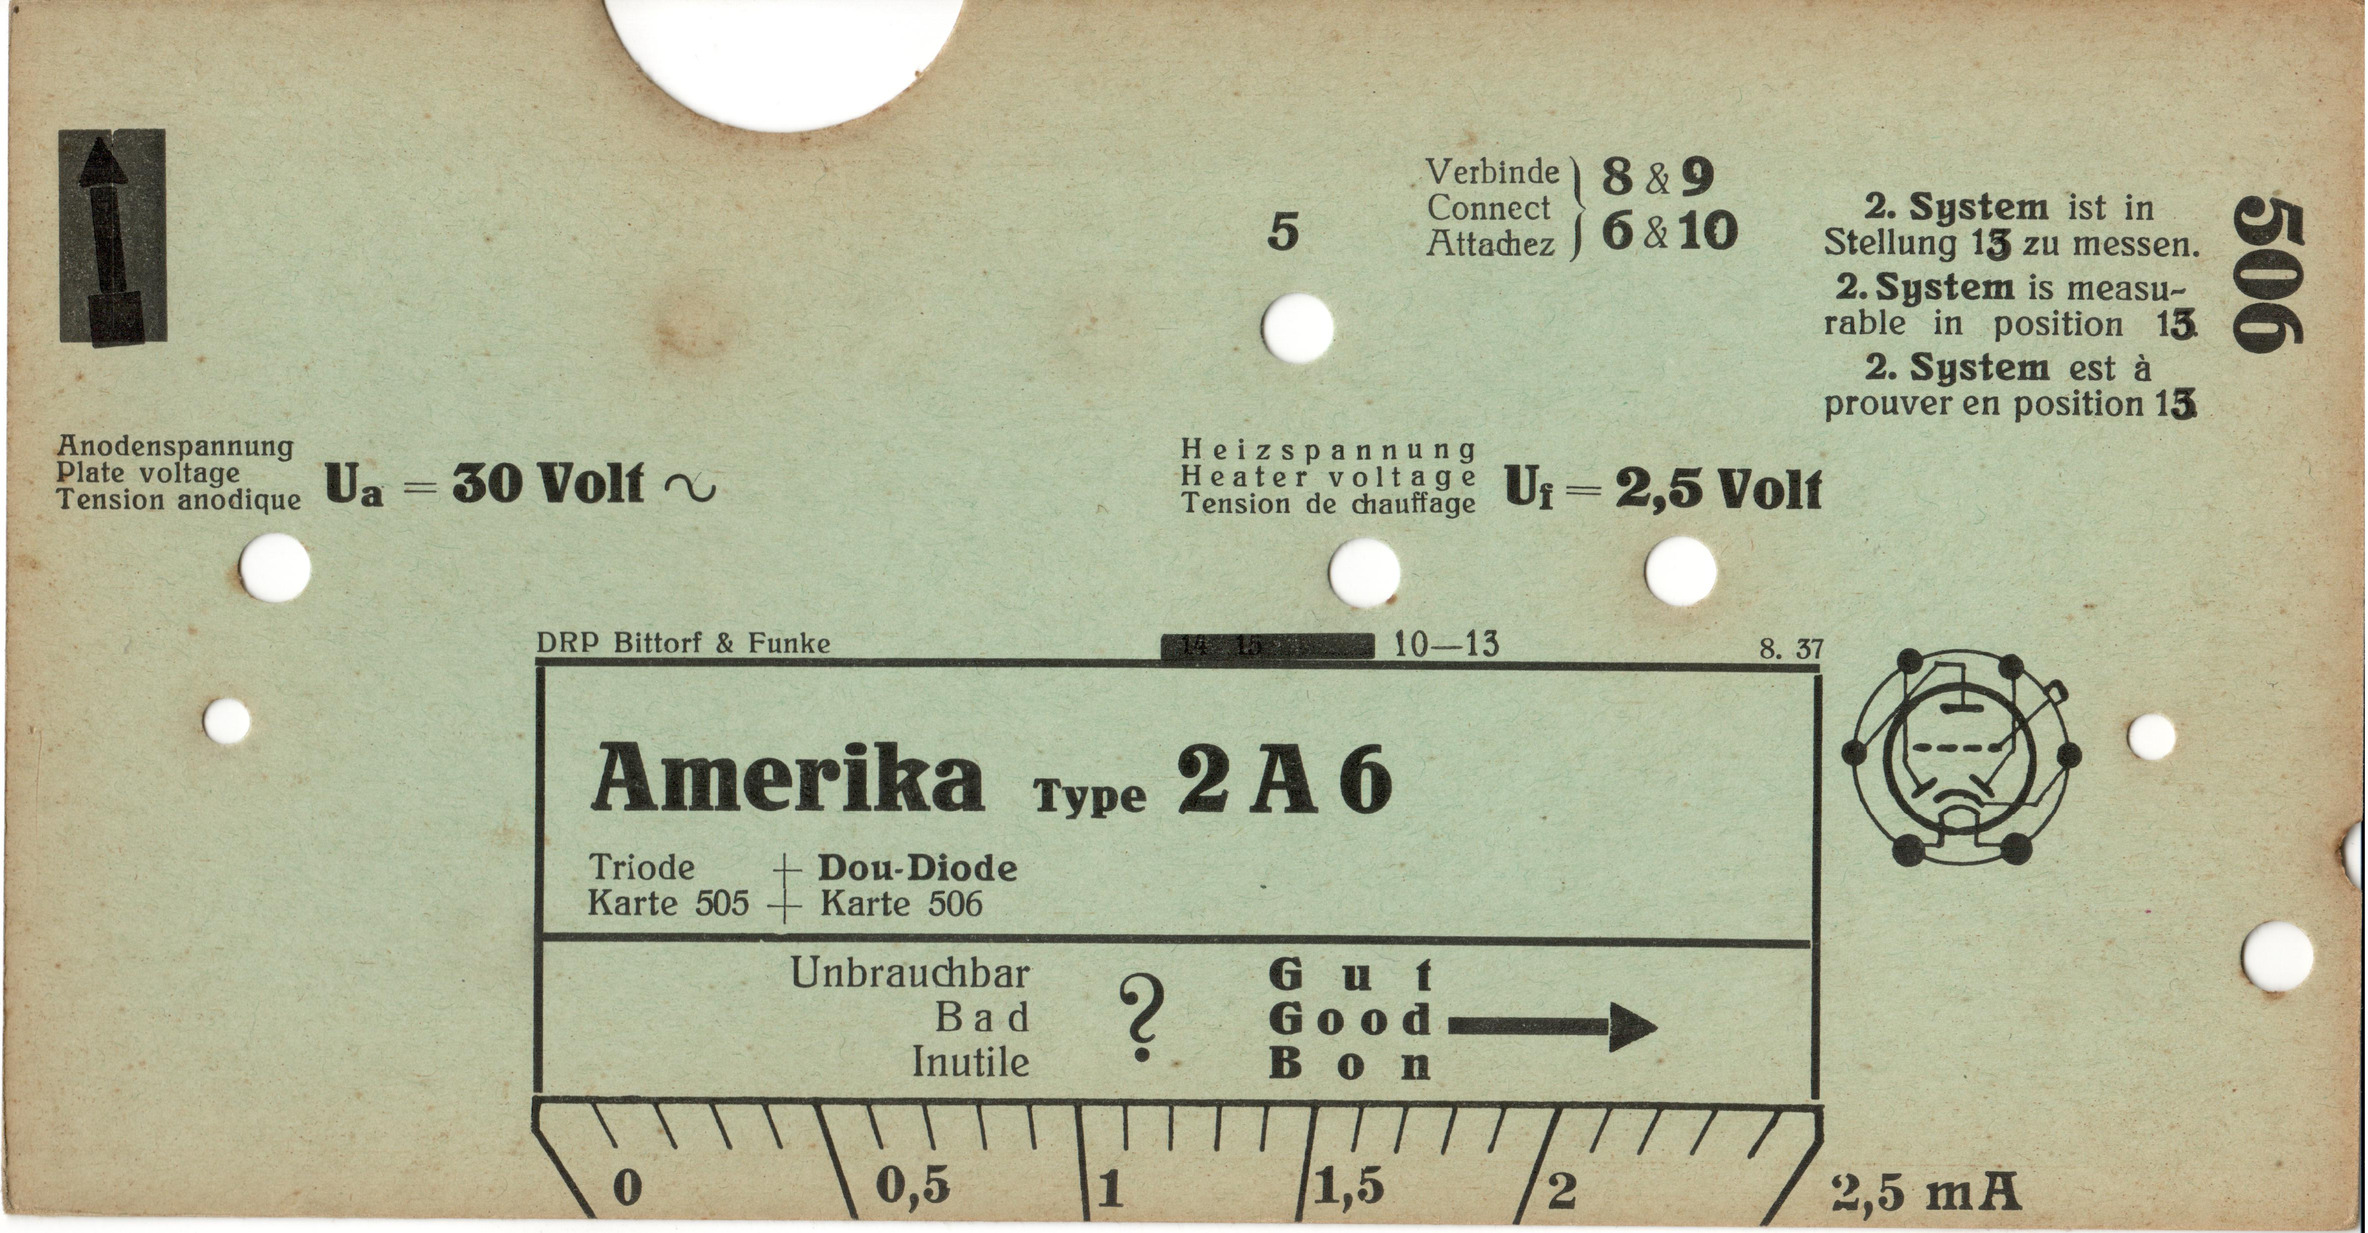 Verbinde
Connect
Attachez
8 & 9
6 & 10
5
2. System ist in
Stellung 13 zu messen.
2. System is measu-
rable in position 13
2. System est à
prouver en position 13
506
Anodenspannung
Plate voltage
Tension anodique
Ua = 30 Volt ~
Heizspannung
Heater voltage
Tension de chauffage
Uf = 2,5 Volt
DRP Bittorf & Funke
14 15
10—13
8. 37
Amerika Type 2 A 6
Triode + Dou-Diode
Karte 505 + Karte 506
Unbrauchbar
Bad
Inutile
?
Gut
Good
Bon
0 0,5 1 1,5 2 2,5 mA